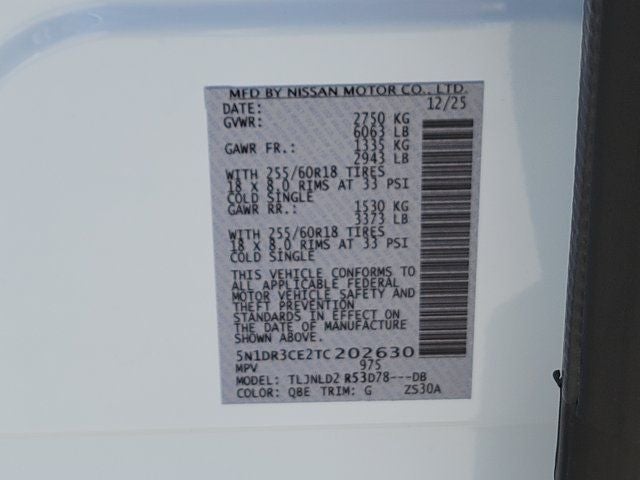 MFD BY NISSAN MOTOR CO., LTD.
DATE: 12/25
GVWR: 2750 KG
6063 LB
GAWR FR.: 1335 KG
2943 LB
WITH 255/60R18 TIRES
18 X 8.0 RIMS AT 33 PSI
COLD SINGLE
GAWR RR.: 1530 KG
3373 LB
WITH 255/60R18 TIRES
18 X 8.0 RIMS AT 33 PSI
COLD SINGLE
THIS VEHICLE CONFORMS TO
ALL APPLICABLE FEDERAL
MOTOR VEHICLE SAFETY AND
THEFT PREVENTION
STANDARDS IN EFFECT ON
THE DATE OF MANUFACTURE
SHOWN ABOVE.
5N1DR3CE2TC202630
MPV 975
MODEL: TLJNLD2 R53D78---DB
COLOR: QBE TRIM: G ZS30A